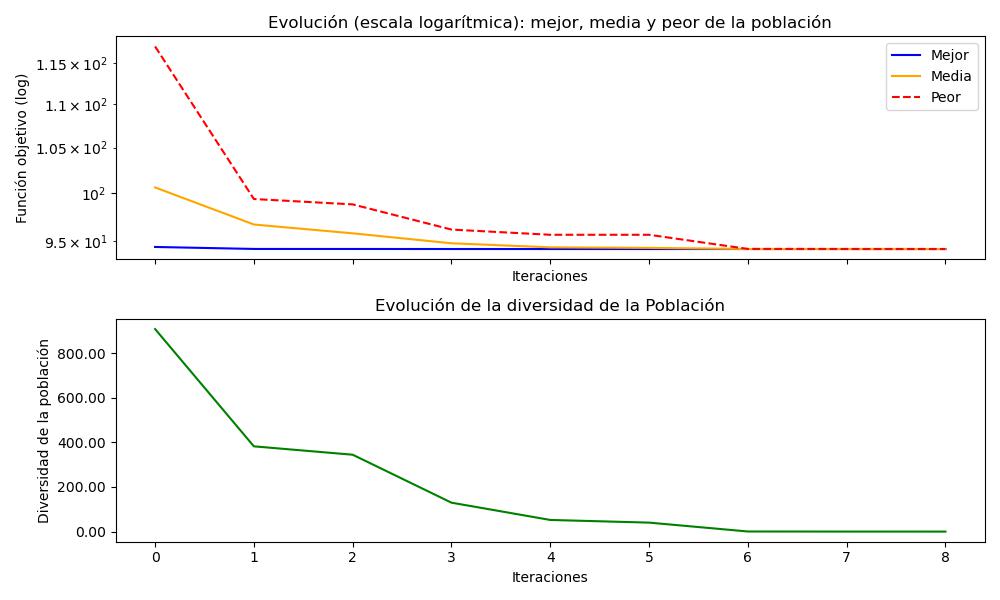 Evolución (escala logarítmica): mejor, media y peor de la población
Función objetivo (log)
1.15 × 10²
1.1 × 10²
1.05 × 10²
10²
9.5 × 10¹
Mejor
Media
Peor
Iteraciones
Evolución de la diversidad de la Población
Diversidad de la población
800.00
600.00
400.00
200.00
0.00
0 1 2 3 4 5 6 7 8
Iteraciones